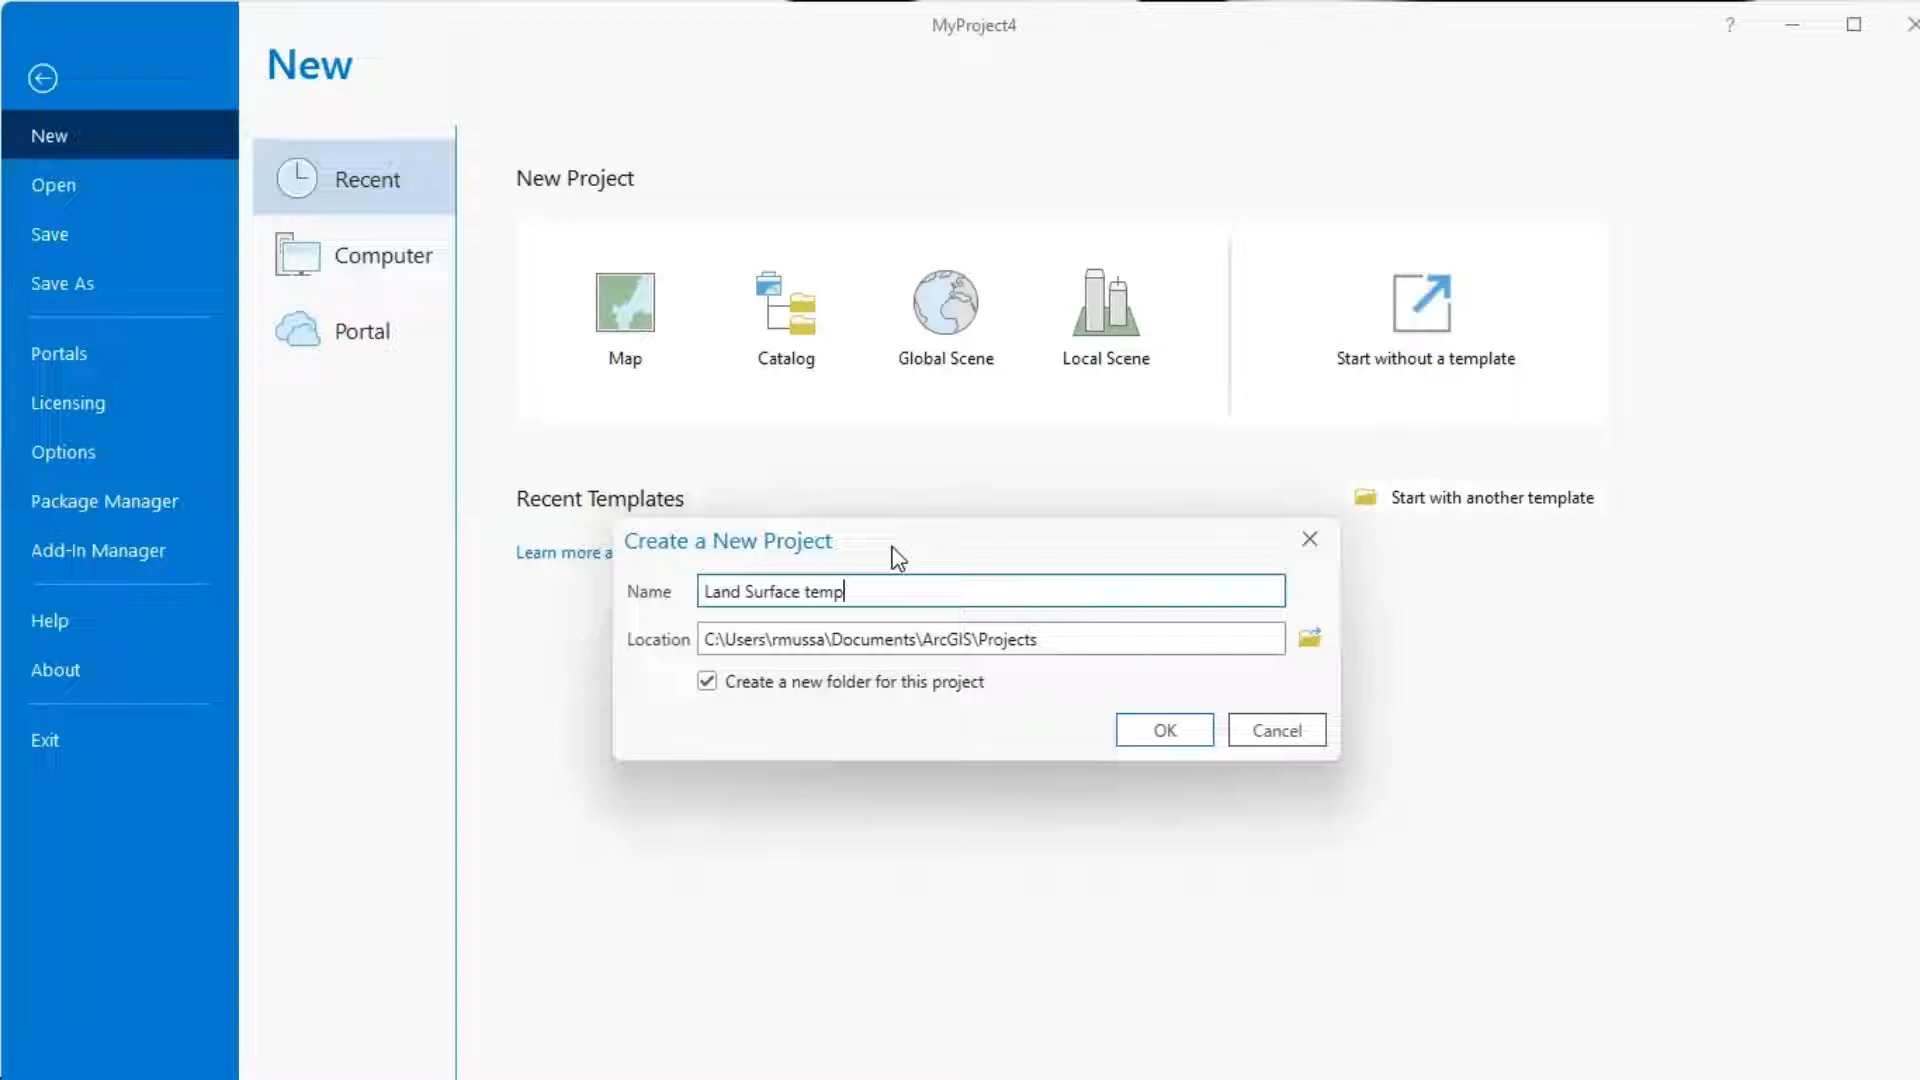 MyProject4
?
New
New
Open
Save
Save As
Portals
Licensing
Options
Package Manager
Add-In Manager
Help
About
Exit
Recent
Computer
Portal
New Project
Map
Catalog
Global Scene
Local Scene
Start without a template
Recent Templates
Start with another template
Learn more a
Create a New Project
Name
Land Surface temp
Location
C:\Users\rmussa\Documents\ArcGIS\Projects
Create a new folder for this project
OK
Cancel